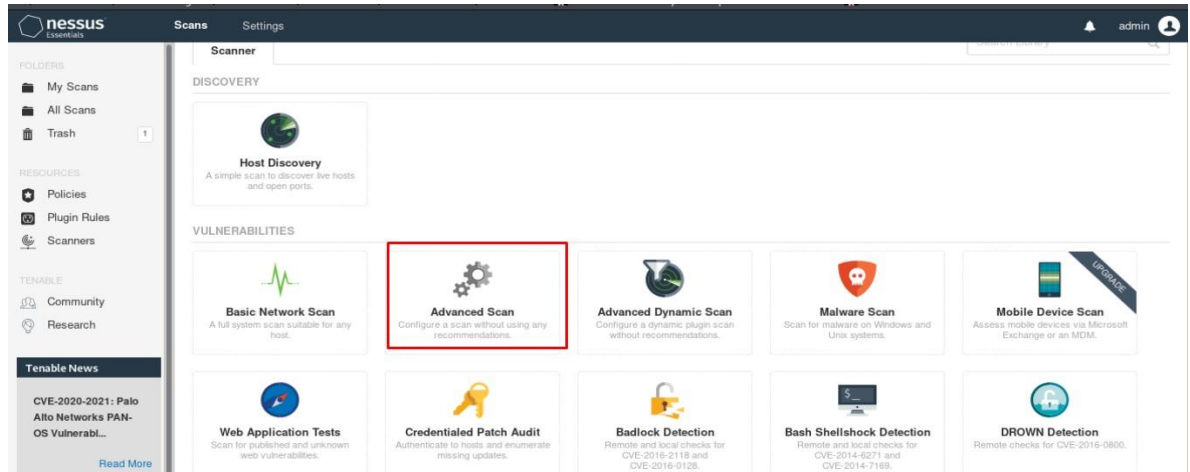 nessus
Essentials
Scans
Settings
admin
FOLDERS
My Scans
All Scans
Trash
1
RESOURCES
Policies
Plugin Rules
Scanners
TENABLE
Community
Research
Tenable News
CVE-2020-2021: Palo
Alto Networks PAN-
OS Vulnerabl...
Read More
Scanner
Search Library
DISCOVERY
Host Discovery
A simple scan to discover live hosts
and open ports.
VULNERABILITIES
Basic Network Scan
A full system scan suitable for any
host.
Advanced Scan
Configure a scan without using any
recommendations.
Advanced Dynamic Scan
Configure a dynamic plugin scan
without recommendations.
Malware Scan
Scan for malware on Windows and
Unix systems.
UPGRADE
Mobile Device Scan
Assess mobile devices via Microsoft
Exchange or an MDM.
Web Application Tests
Scan for published and unknown
web vulnerabilities.
Credentialed Patch Audit
Authenticate to hosts and enumerate
missing updates.
Badlock Detection
Remote and local checks for
CVE-2016-2118 and
CVE-2016-0128.
$_
Bash Shellshock Detection
Remote and local checks for
CVE-2014-6271 and
CVE-2014-7169.
DROWN Detection
Remote checks for CVE-2016-0800.